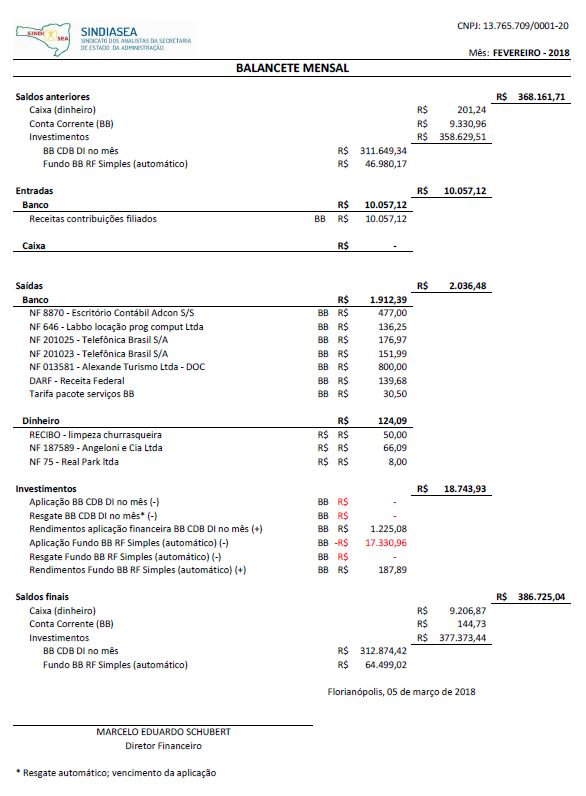 CNPJ: 13.765.709/0001-20
SINDI SEA
SINDIASEA
SINDICATO DOS ANALISTAS DA SECRETARIA
DE ESTADO DA ADMINISTRAÇÃO
Mês: FEVEREIRO - 2018
BALANCETE MENSAL
Saldos anteriores R$ 368.161,71
Caixa (dinheiro) R$ 201,24
Conta Corrente (BB) R$ 9.330,96
Investimentos R$ 358.629,51
BB CDB DI no mês R$ 311.649,34
Fundo BB RF Simples (automático) R$ 46.980,17
Entradas R$ 10.057,12
Banco R$ 10.057,12
Receitas contribuições filiados BB R$ 10.057,12
Caixa R$ -
Saídas R$ 2.036,48
Banco R$ 1.912,39
NF 8870 - Escritório Contábil Adcon S/S BB R$ 477,00
NF 646 - Labbo locação prog comput Ltda BB R$ 136,25
NF 201025 - Telefônica Brasil S/A BB R$ 176,97
NF 201023 - Telefônica Brasil S/A BB R$ 151,99
NF 013581 - Alexande Turismo Ltda - DOC BB R$ 800,00
DARF - Receita Federal BB R$ 139,68
Tarifa pacote serviços BB BB R$ 30,50
Dinheiro R$ 124,09
RECIBO - limpeza churrasqueira R$ R$ 50,00
NF 187589 - Angeloni e Cia Ltda R$ R$ 66,09
NF 75 - Real Park ltda R$ R$ 8,00
Investimentos R$ 18.743,93
Aplicação BB CDB DI no mês (-) BB R$ -
Resgate BB CDB DI no mês* (-) BB R$ -
Rendimentos aplicação financeira BB CDB DI no mês (+) BB R$ 1.225,08
Aplicação Fundo BB RF Simples (automático) (-) BB -R$ 17.330,96
Resgate Fundo BB RF Simples (automático) (-) BB R$ -
Rendimentos Fundo BB RF Simples (automático) (+) BB R$ 187,89
Saldos finais R$ 386.725,04
Caixa (dinheiro) R$ 9.206,87
Conta Corrente (BB) R$ 144,73
Investimentos R$ 377.373,44
BB CDB DI no mês R$ 312.874,42
Fundo BB RF Simples (automático) R$ 64.499,02
Florianópolis, 05 de março de 2018
MARCELO EDUARDO SCHUBERT
Diretor Financeiro
* Resgate automático; vencimento da aplicação